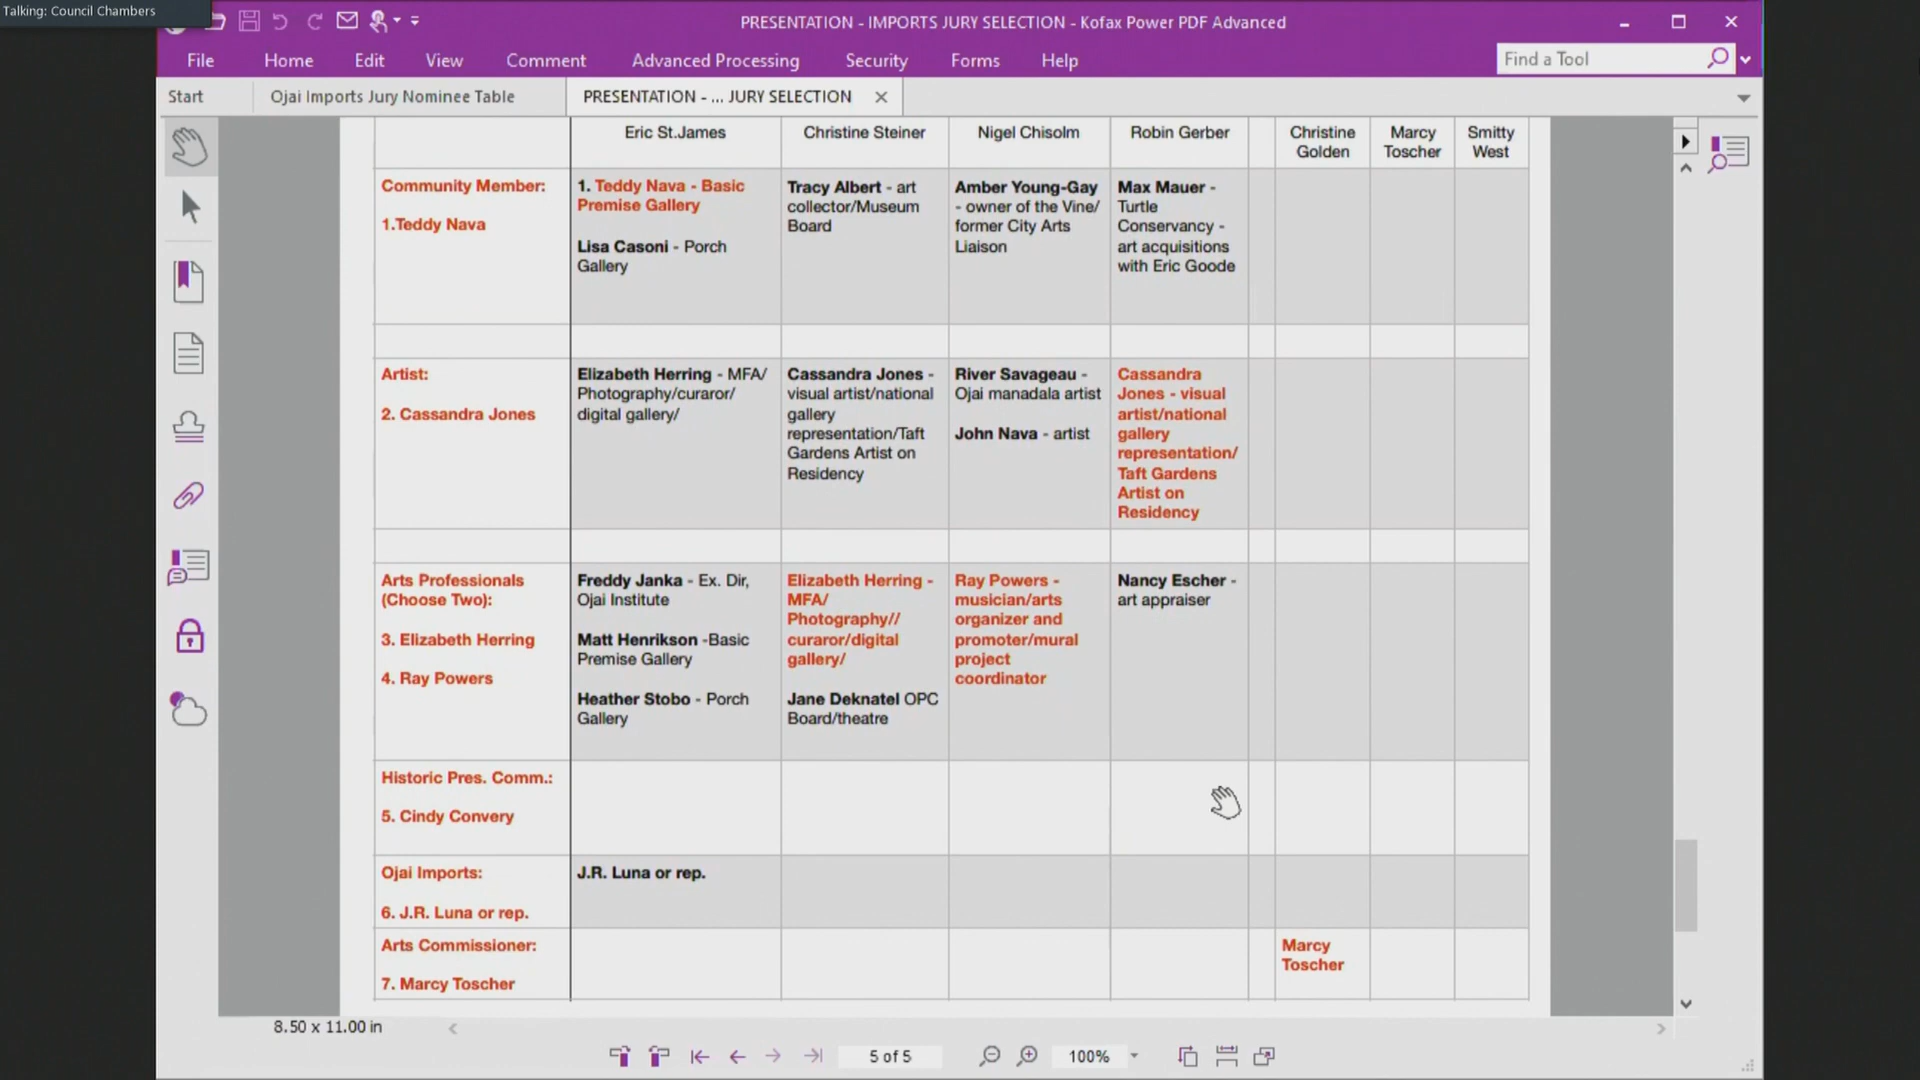 Talking: Council Chambers
PRESENTATION - IMPORTS JURY SELECTION - Kofax Power PDF Advanced
File Home Edit View Comment Advanced Processing Security Forms Help Find a Tool
Start Ojai Imports Jury Nominee Table PRESENTATION - ... JURY SELECTION
Eric St.James
Christine Steiner
Nigel Chisolm
Robin Gerber
Christine
Golden
Marcy
Toscher
Smitty
West
Community Member:
1.Teddy Nava
1. Teddy Nava - Basic
Premise Gallery
Lisa Casoni - Porch
Gallery
Tracy Albert - art
collector/Museum
Board
Amber Young-Gay
- owner of the Vine/
former City Arts
Liaison
Max Mauer -
Turtle
Conservancy -
art acquisitions
with Eric Goode
Artist:
2. Cassandra Jones
Elizabeth Herring - MFA/
Photography/curaror/
digital gallery/
Cassandra Jones -
visual artist/national
gallery
representation/Taft
Gardens Artist on
Residency
River Savageau -
Ojai manadala artist
John Nava - artist
Cassandra
Jones - visual
artist/national
gallery
representation/
Taft Gardens
Artist on
Residency
Arts Professionals
(Choose Two):
3. Elizabeth Herring
4. Ray Powers
Freddy Janka - Ex. Dir,
Ojai Institute
Matt Henrikson -Basic
Premise Gallery
Heather Stobo - Porch
Gallery
Elizabeth Herring -
MFA/
Photography//
curaror/digital
gallery/
Jane Deknatel OPC
Board/theatre
Ray Powers -
musician/arts
organizer and
promoter/mural
project
coordinator
Nancy Escher -
art appraiser
Historic Pres. Comm.:
5. Cindy Convery
Ojai Imports:
6. J.R. Luna or rep.
J.R. Luna or rep.
Arts Commissioner:
7. Marcy Toscher
Marcy
Toscher
8.50 x 11.00 in
5 of 5
100%